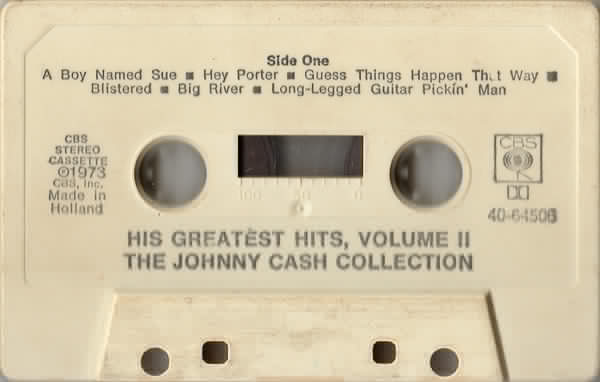 Side One
A Boy Named Sue ■ Hey Porter ■ Guess Things Happen That Way ■
Blistered ■ Big River ■ Long-Legged Guitar Pickin' Man
CBS
STEREO
CASSETTE
©1973
CBS, Inc.
Made in
Holland
100 50 0
CBS
40-64506
HIS GREATEST HITS, VOLUME II
THE JOHNNY CASH COLLECTION